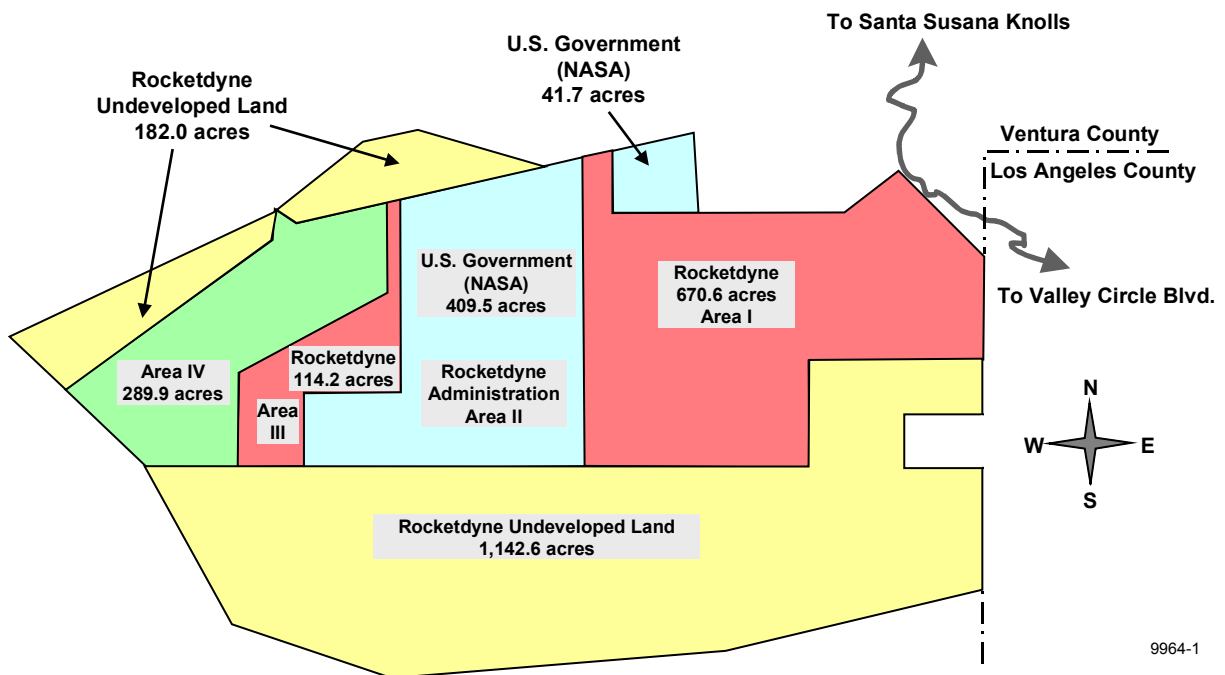 To Santa Susana Knolls
U.S. Government
(NASA)
41.7 acres
Rocketdyne
Undeveloped Land
182.0 acres
Ventura County
Los Angeles County
To Valley Circle Blvd.
U.S. Government
(NASA)
409.5 acres
Rocketdyne
670.6 acres
Area I
Rocketdyne
114.2 acres
Area IV
289.9 acres
Rocketdyne
Administration
Area II
Area
III
N
W
E
S
Rocketdyne Undeveloped Land
1,142.6 acres
9964-1